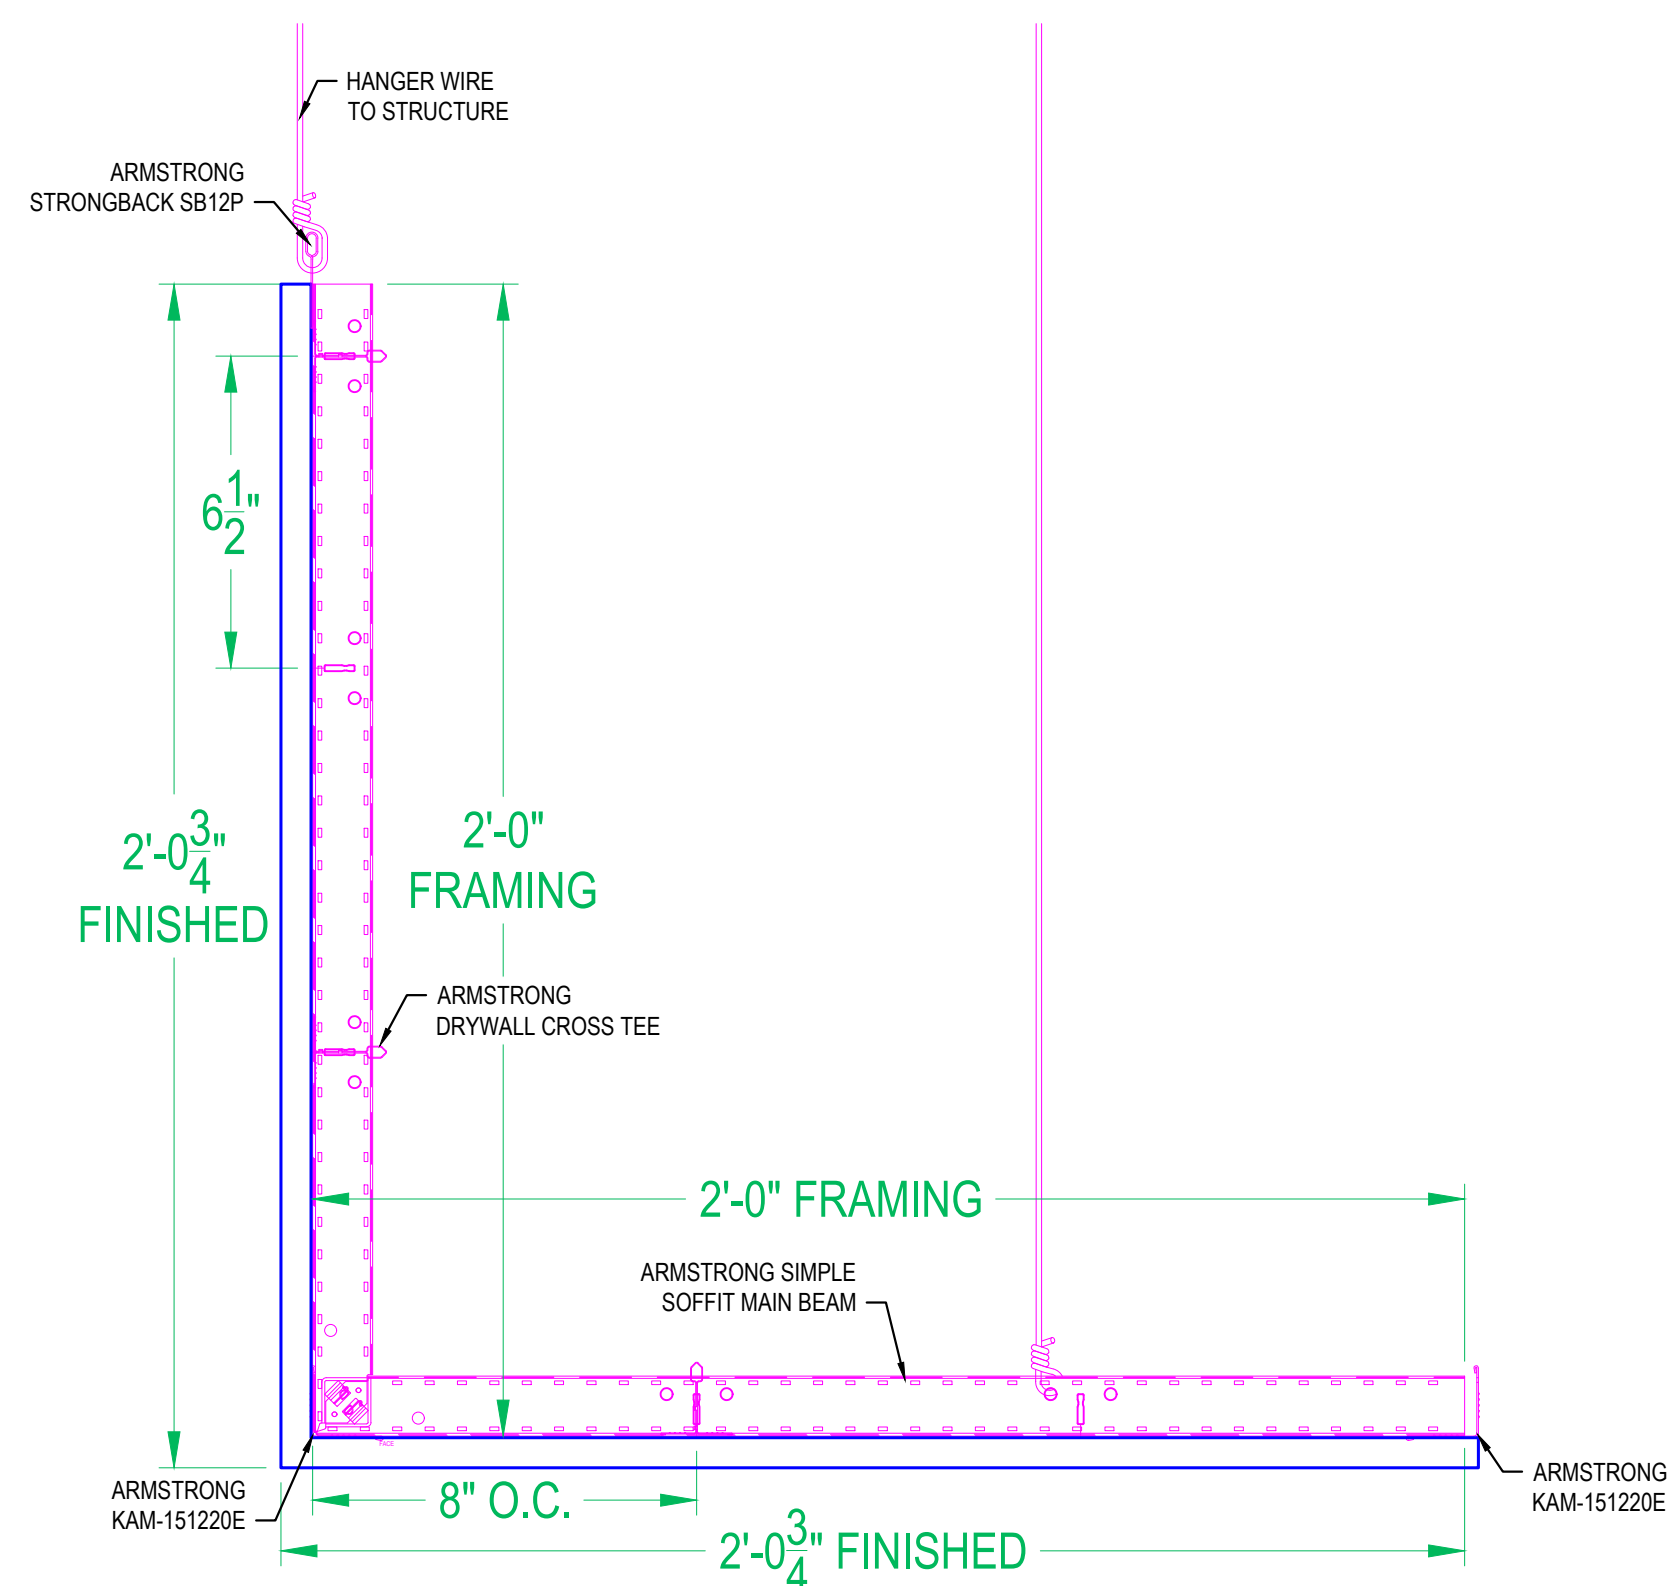 HANGER WIRE
TO STRUCTURE
ARMSTRONG
STRONGBACK SB12P
6 1/2"
2'-0 3/4"
FINISHED
2'-0"
FRAMING
ARMSTRONG
DRYWALL CROSS TEE
2'-0" FRAMING
ARMSTRONG SIMPLE
SOFFIT MAIN BEAM
FACE
ARMSTRONG
KAM-151220E
8" O.C.
ARMSTRONG
KAM-151220E
2'-0 3/4" FINISHED